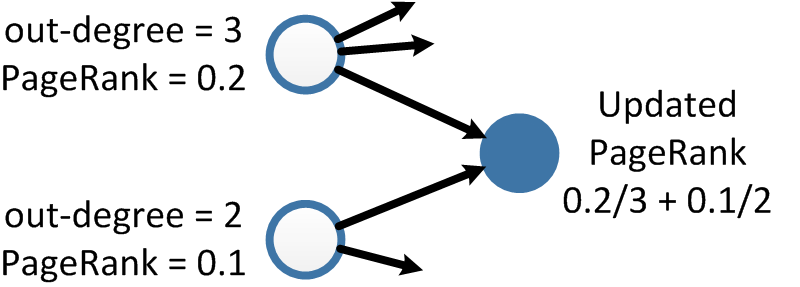 out-degree = 3
PageRank = 0.2
Updated
PageRank
0.2/3 + 0.1/2
out-degree = 2
PageRank = 0.1